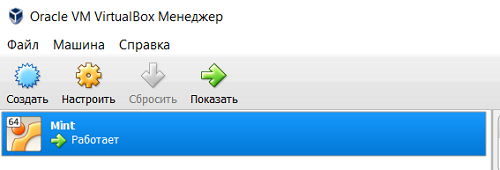 Oracle VM VirtualBox Менеджер
Файл Машина Справка
Создать Настроить Сбросить Показать
64
Mint
Работает